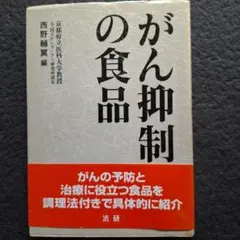 がん抑制
の食品
京都府立医科大学教授
西野輔翼 編
がんの予防と
治療に役立つ食品を
調理法付きで具体的に紹介
法研